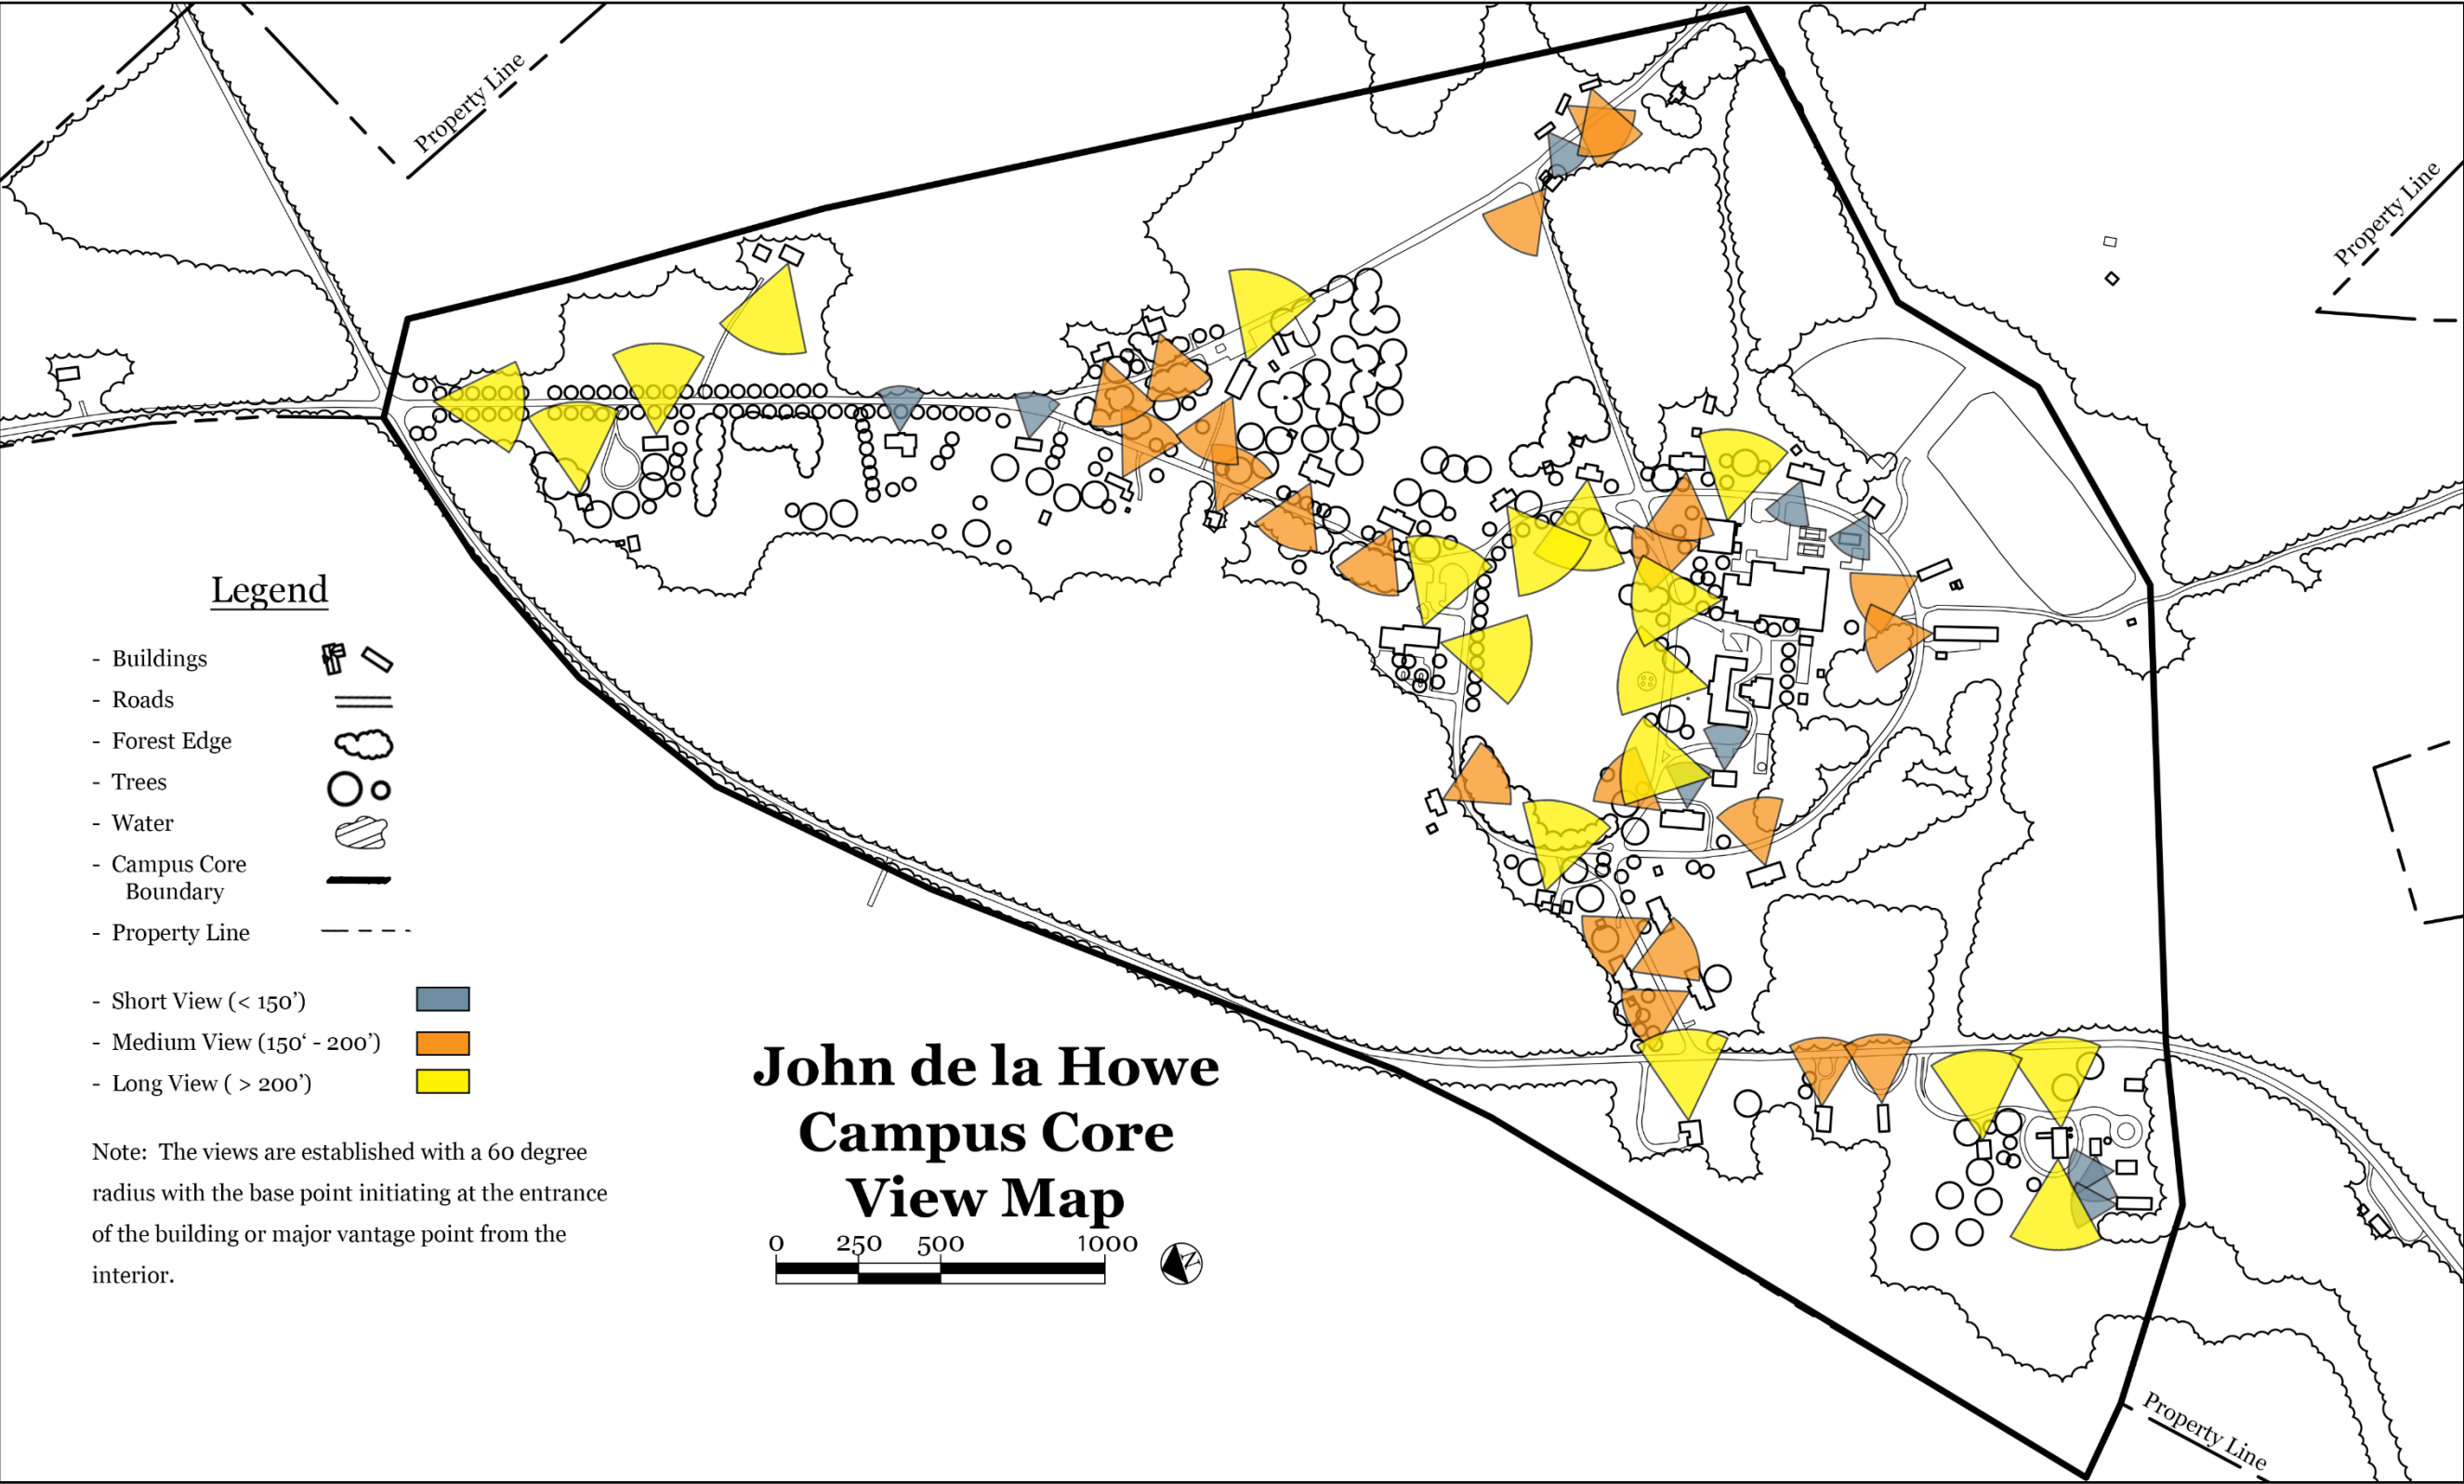 Property Line
Property Line
Legend
- Buildings
- Roads
- Forest Edge
- Trees
- Water
- Campus Core
Boundary
- Property Line
- Short View (< 150’)
- Medium View (150‘ - 200’)
- Long View ( > 200’)
Note:  The views are established with a 60 degree
radius with the base point initiating at the entrance
of the building or major vantage point from the
interior.
John de la Howe
Campus Core
View Map
0 250 500 1000
N
Property Line